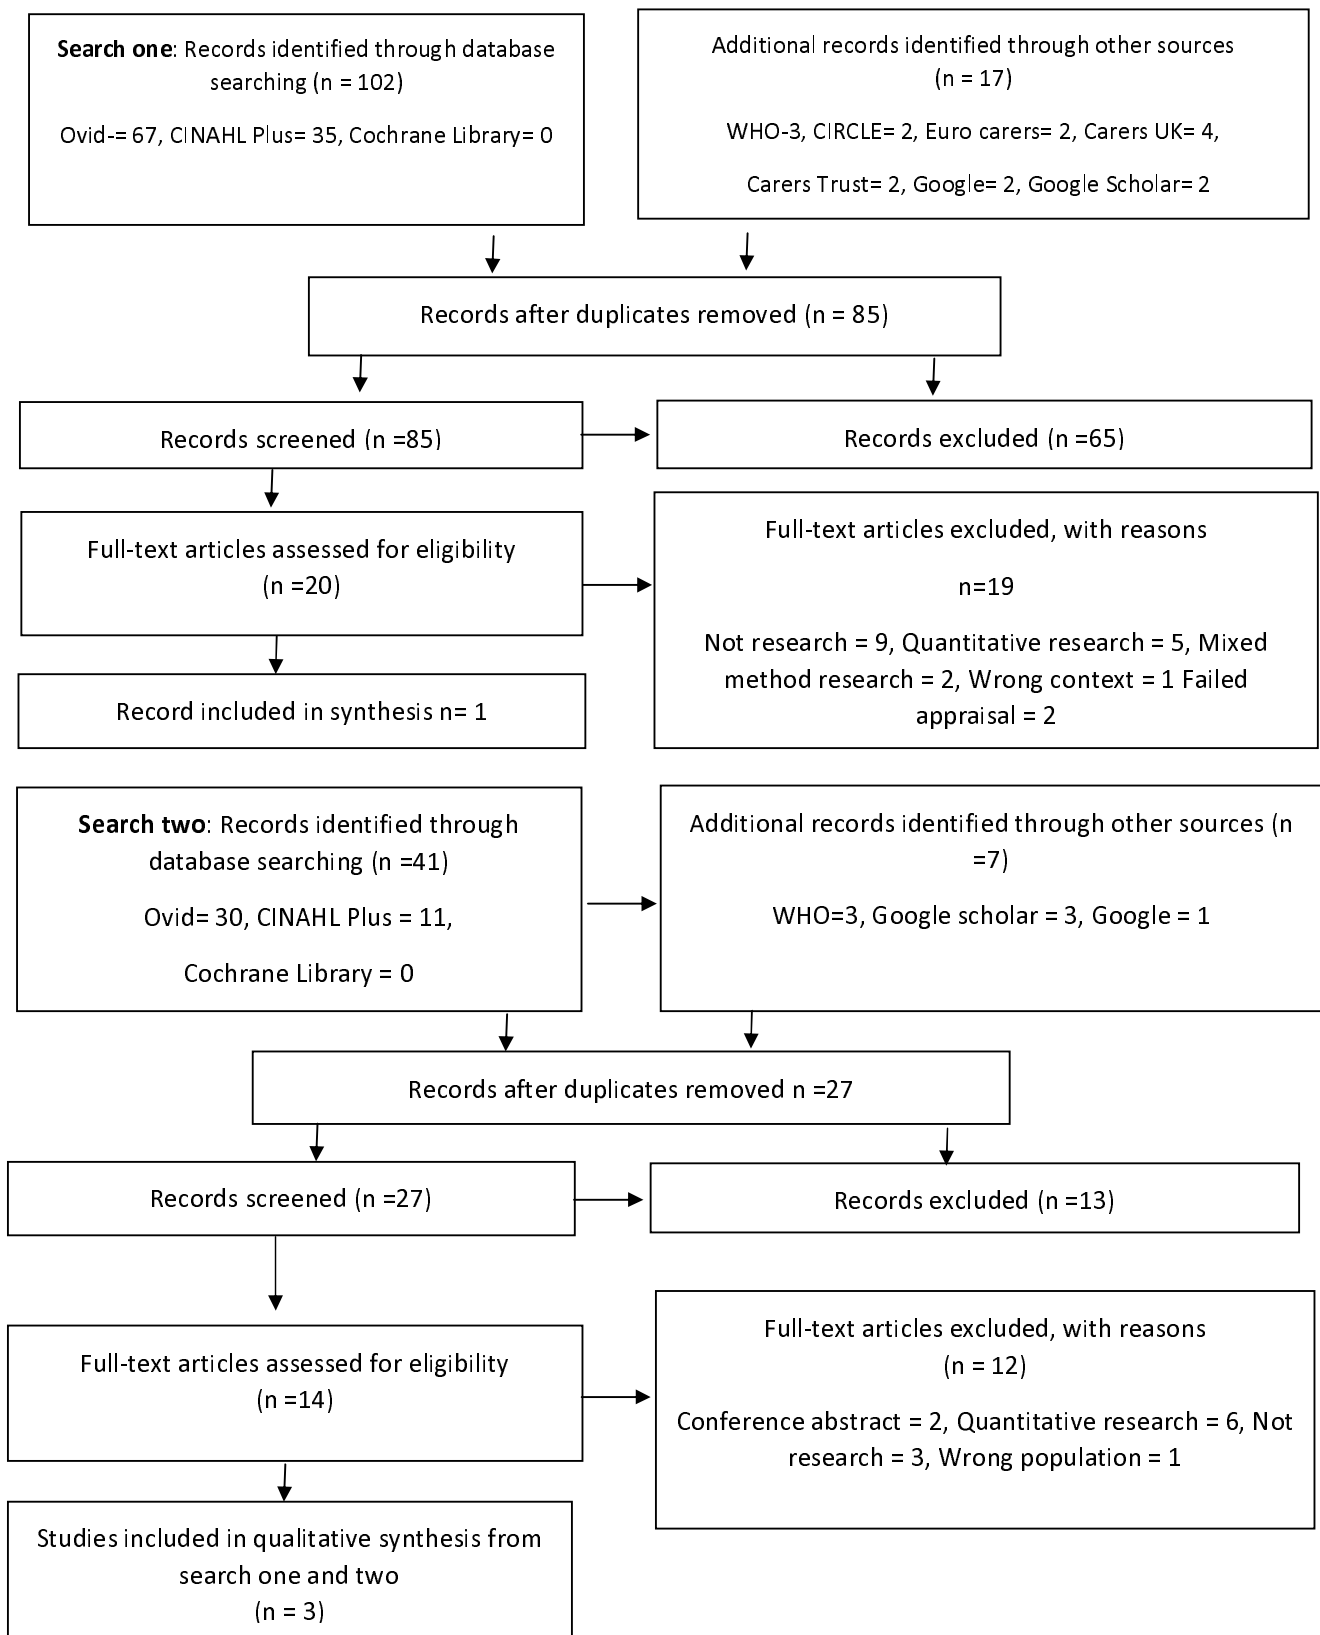 Search one: Records identified through database
searching (n = 102)
Ovid-= 67, CINAHL Plus= 35, Cochrane Library= 0
Additional records identified through other sources
(n = 17)
WHO-3, CIRCLE= 2, Euro carers= 2, Carers UK= 4,
Carers Trust= 2, Google= 2, Google Scholar= 2
Records after duplicates removed (n = 85)
Records screened (n =85)
Records excluded (n =65)
Full-text articles assessed for eligibility
(n =20)
Full-text articles excluded, with reasons
n=19
Not research = 9, Quantitative research = 5, Mixed
method research = 2, Wrong context = 1 Failed
appraisal = 2
Record included in synthesis n= 1
Search two: Records identified through
database searching (n =41)
Ovid= 30, CINAHL Plus = 11,
Cochrane Library = 0
Additional records identified through other sources (n
=7)
WHO=3, Google scholar = 3, Google = 1
Records after duplicates removed n =27
Records screened (n =27)
Records excluded (n =13)
Full-text articles assessed for eligibility
(n =14)
Full-text articles excluded, with reasons
(n = 12)
Conference abstract = 2, Quantitative research = 6, Not
research = 3, Wrong population = 1
Studies included in qualitative synthesis from
search one and two
(n = 3)